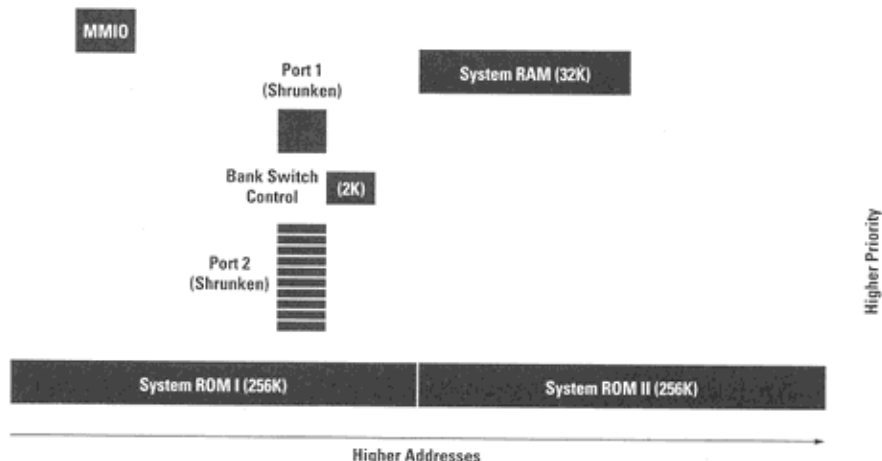 MMIO
Port 1
(Shrunken)
System RAM (32K)
Bank Switch
Control
(2K)
Port 2
(Shrunken)
Higher Priority
System ROM I (256K)
System ROM II (256K)
Higher Addresses